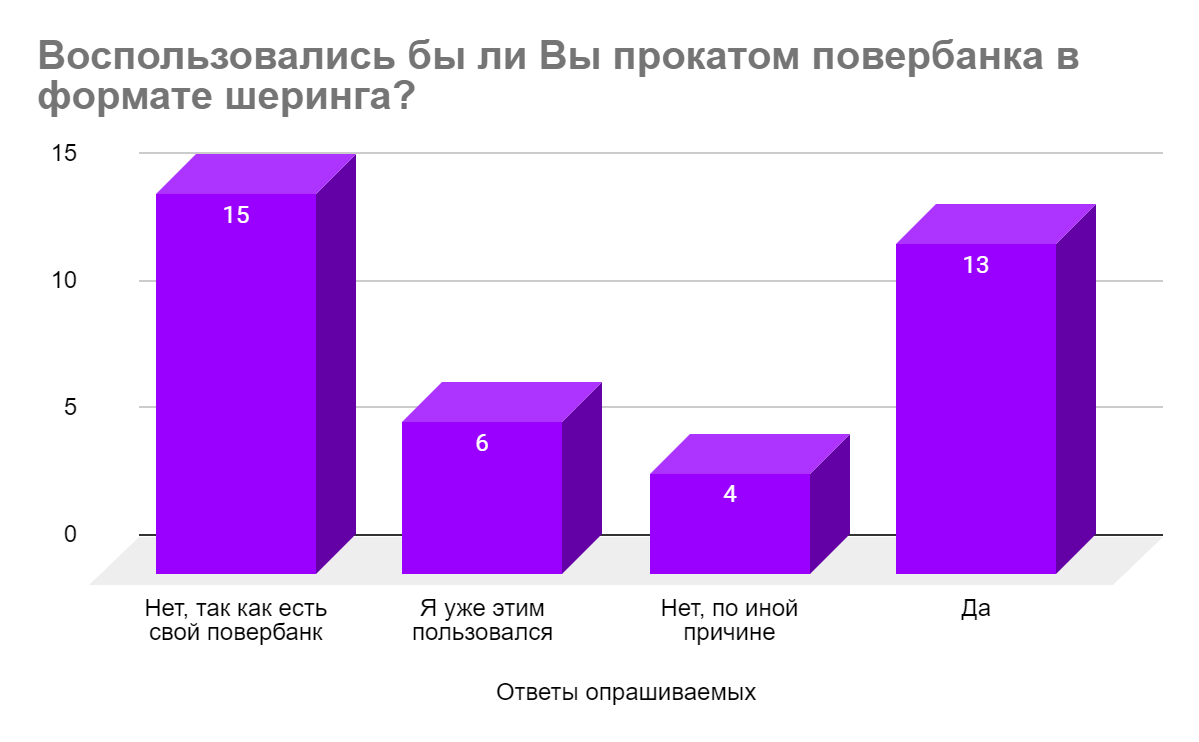 Воспользовались бы ли Вы прокатом повербанка в
формате шеринга?
15
10
5
0
15
6
4
13
Нет, так как есть
свой повербанк
Я уже этим
пользовался
Нет, по иной
причине
Да
Ответы опрашиваемых